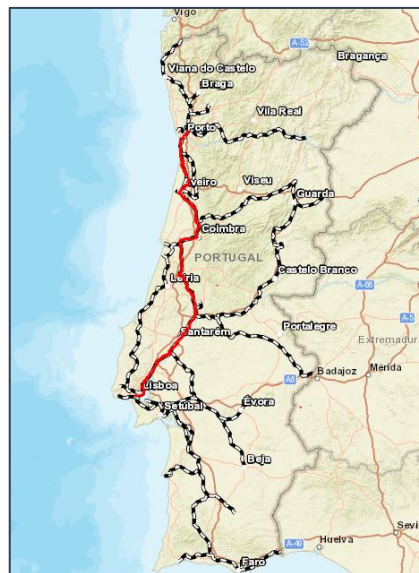 Vigo
A-52
Bragança
Viana do Castelo
Braga
Vila Real
Porto
Aveiro
Viseu
Guarda
Coimbra
PORTUGAL
Leiria
Castelo Branco
A-66
Santarém
Portalegre
A-5
Extremadur
Lisboa
A6
Badajoz
Mérida
Setúbal
Évora
Beja
A-49
Sevi
Huelva
Faro